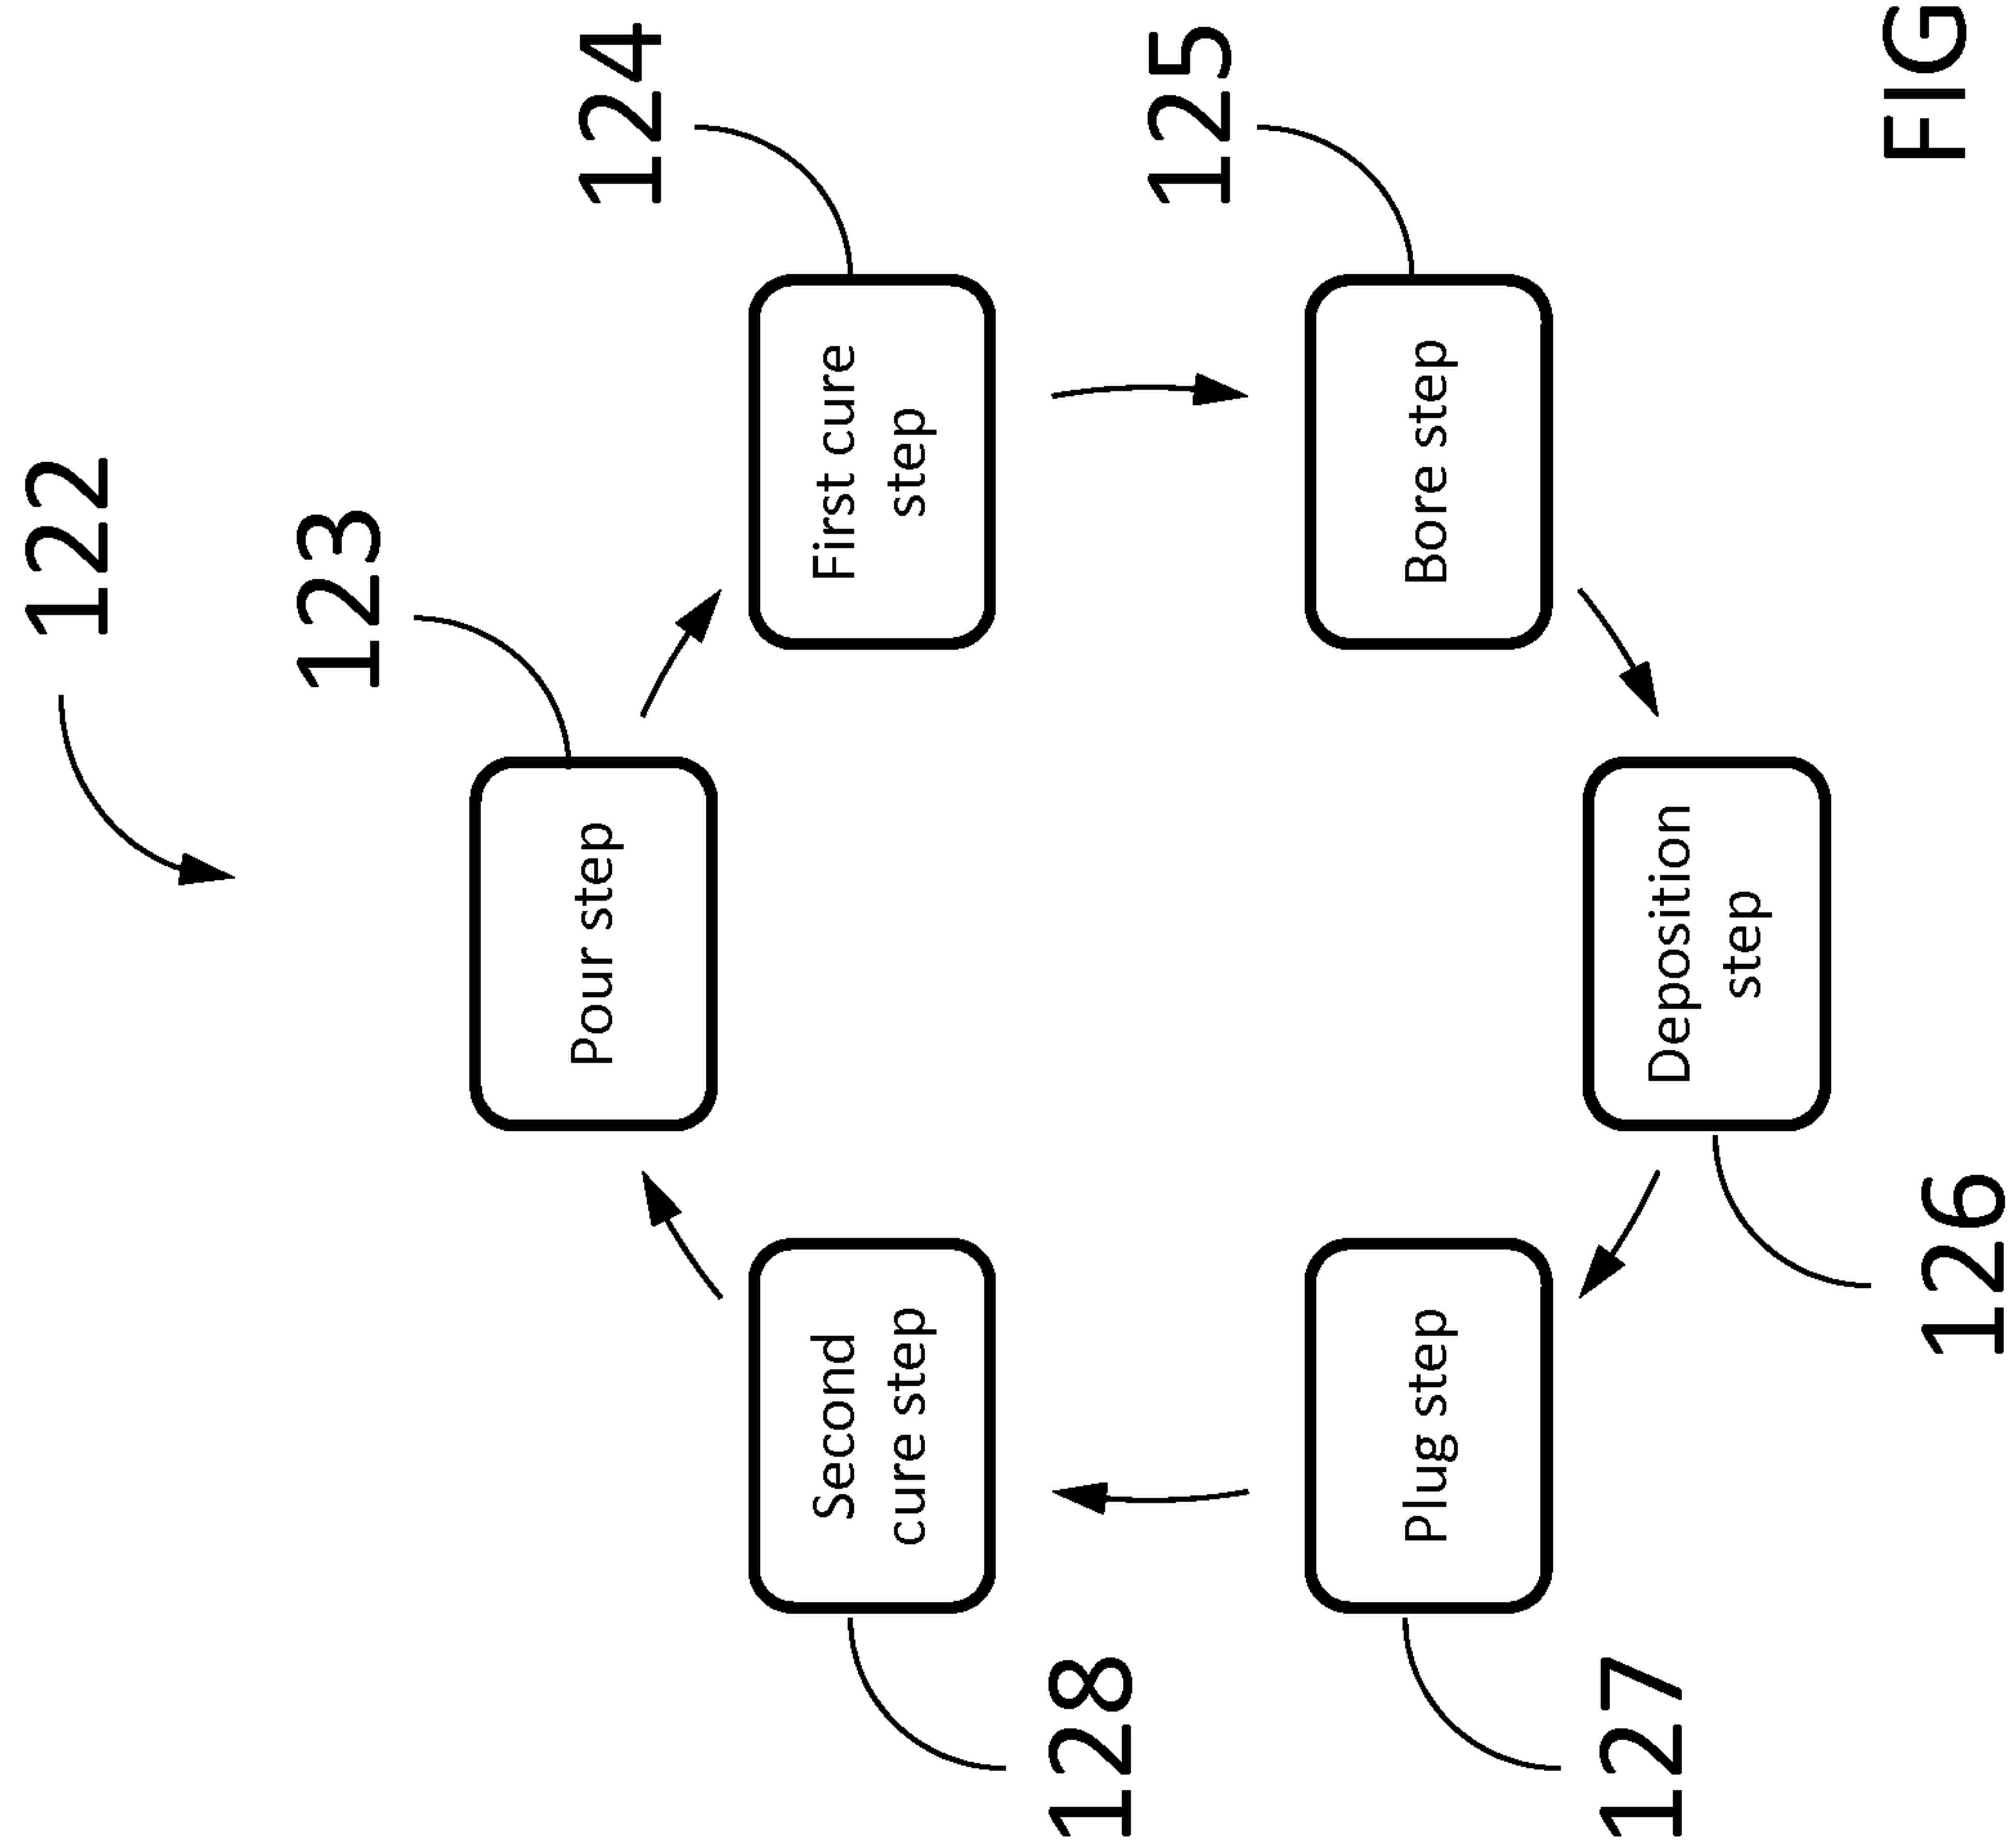 122
123
Pour step
124
First cure
step
125
Bore step
126
Deposition
step
127
Plug step
128
Second
cure step
FIG